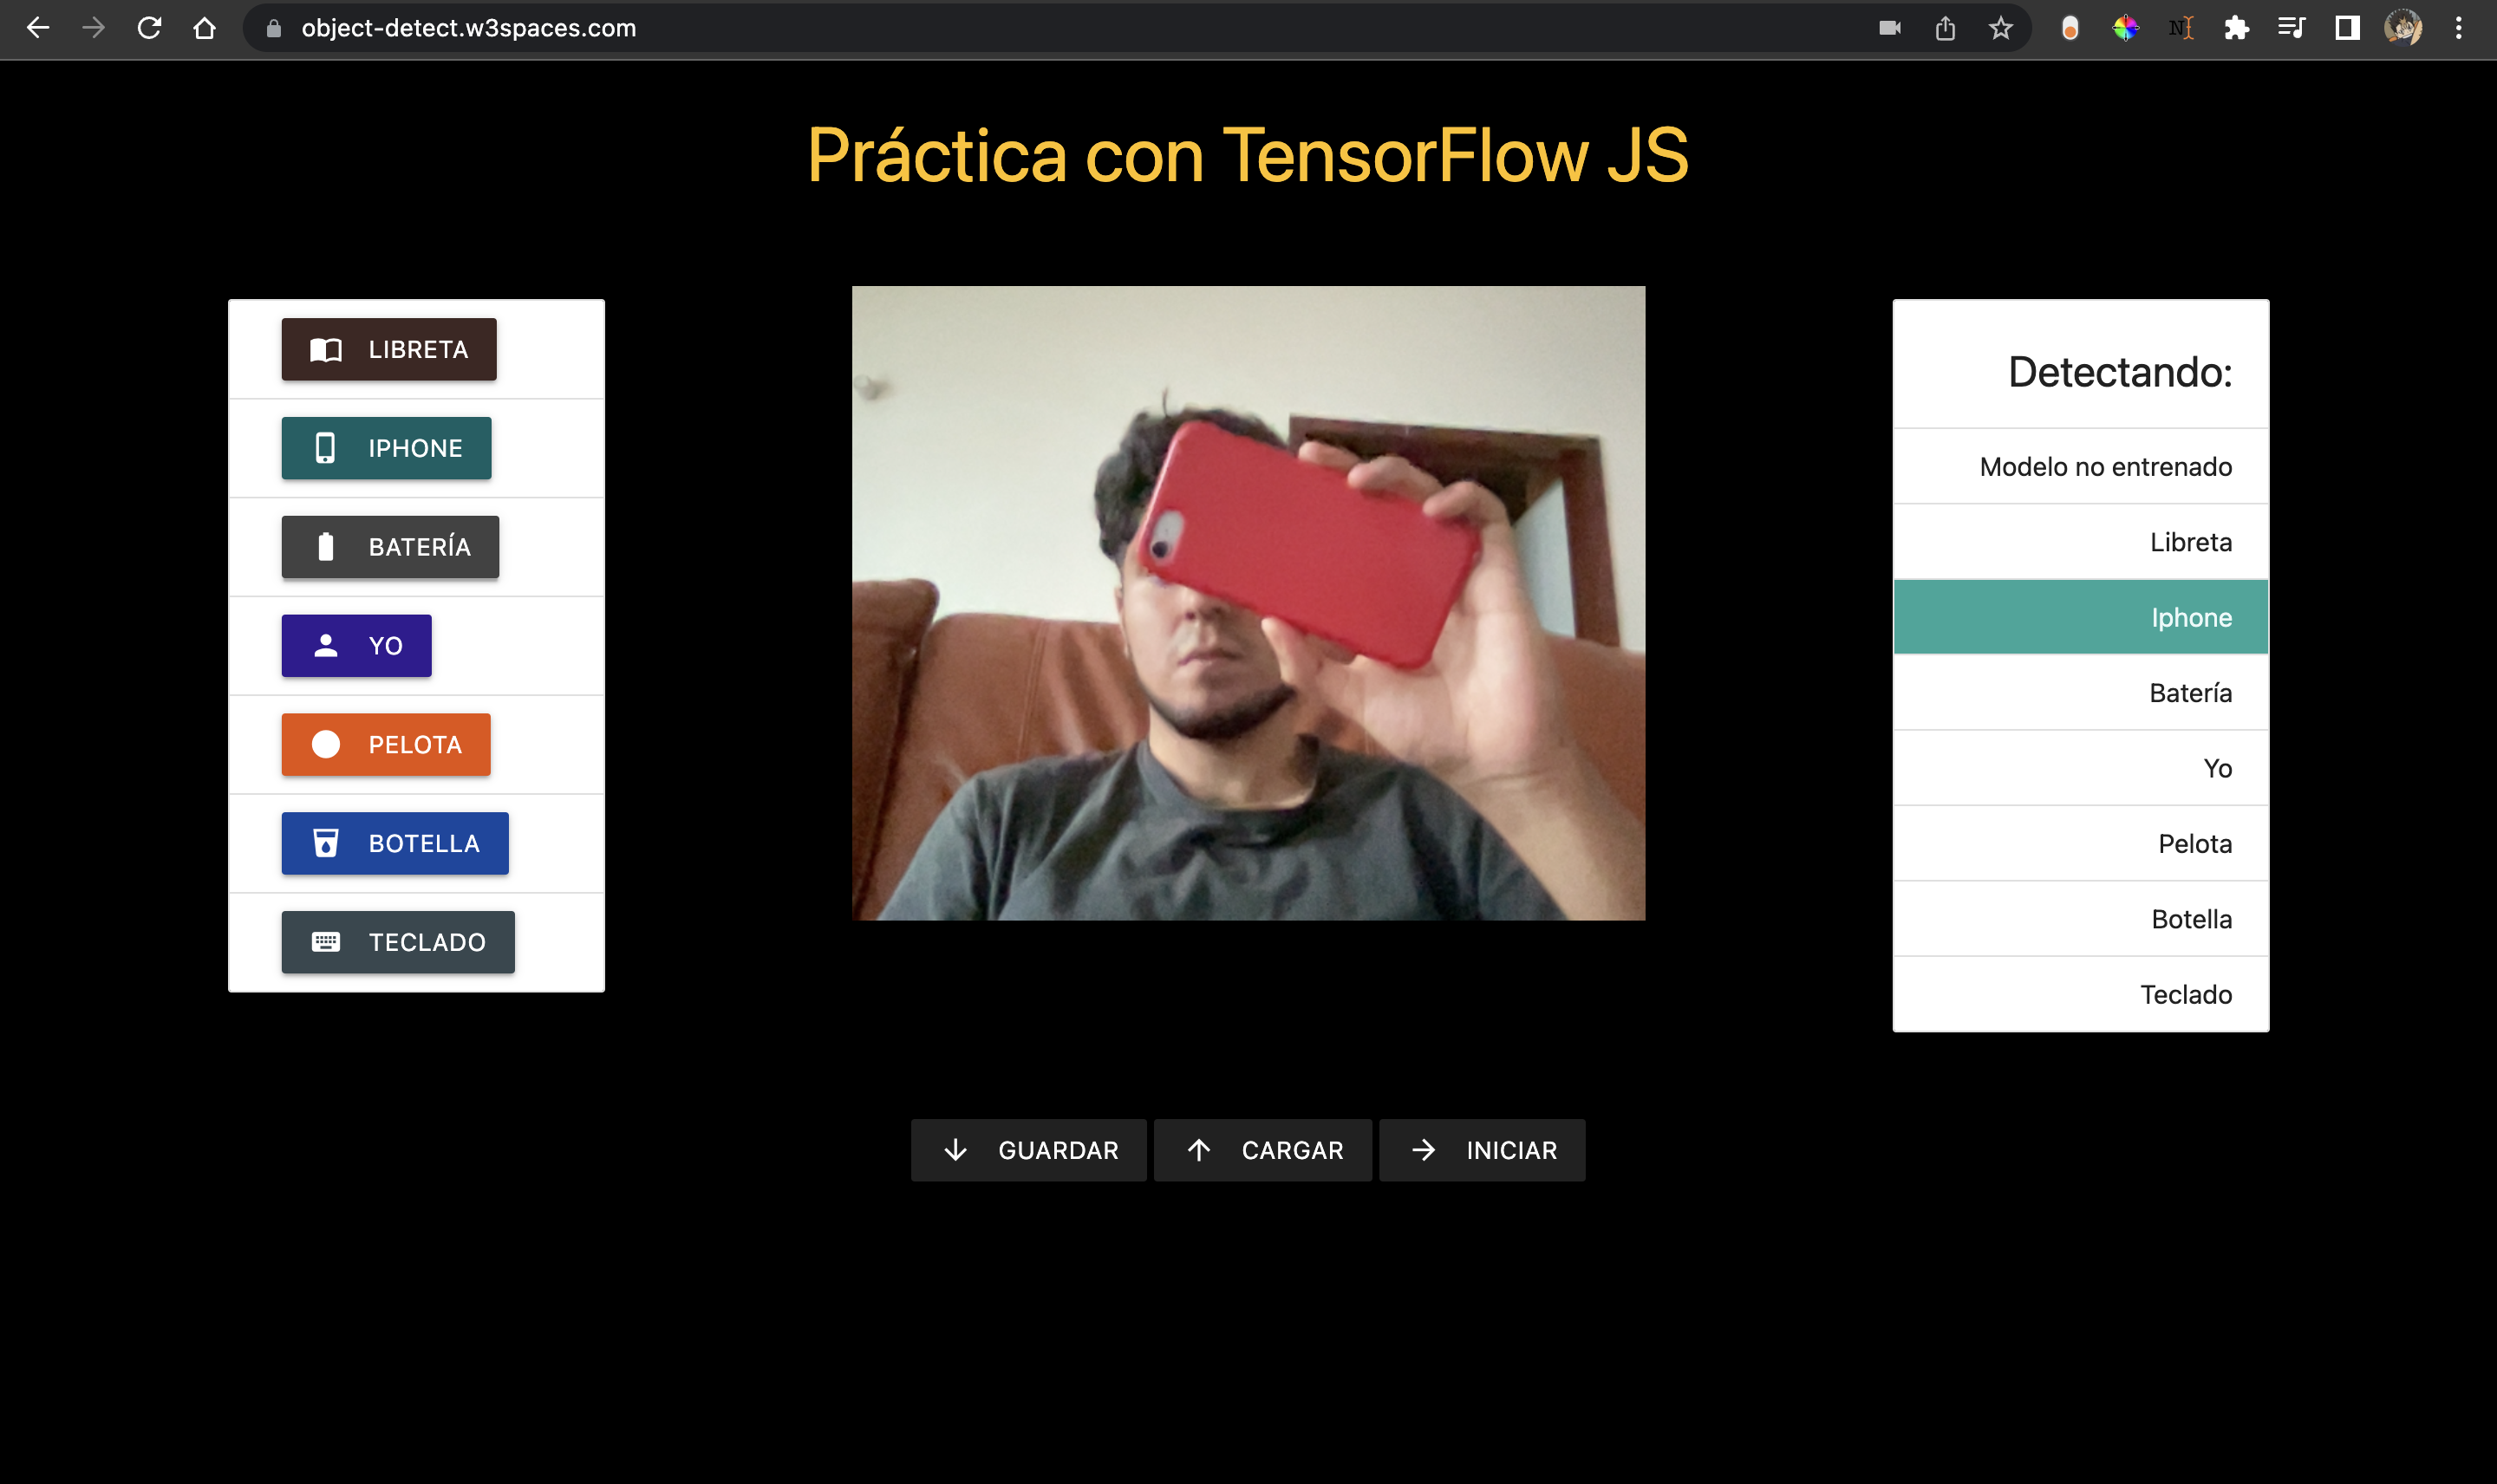 object-detect.w3spaces.com
Práctica con TensorFlow JS
LIBRETA
IPHONE
BATERÍA
YO
PELOTA
BOTELLA
TECLADO
Detectando:
Modelo no entrenado
Libreta
Iphone
Batería
Yo
Pelota
Botella
Teclado
GUARDAR
CARGAR
INICIAR